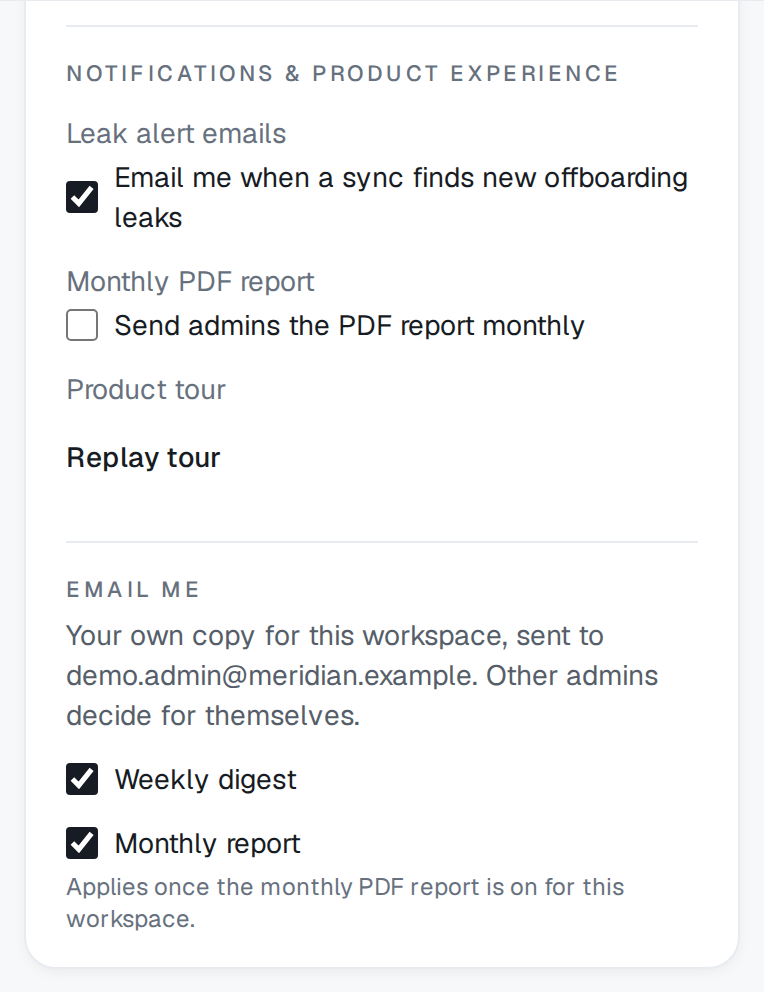 NOTIFICATIONS & PRODUCT EXPERIENCE
Leak alert emails
Email me when a sync finds new offboarding
leaks
Monthly PDF report
Send admins the PDF report monthly
Product tour
Replay tour
EMAIL ME
Your own copy for this workspace, sent to
demo.admin@meridian.example. Other admins
decide for themselves.
Weekly digest
Monthly report
Applies once the monthly PDF report is on for this
workspace.